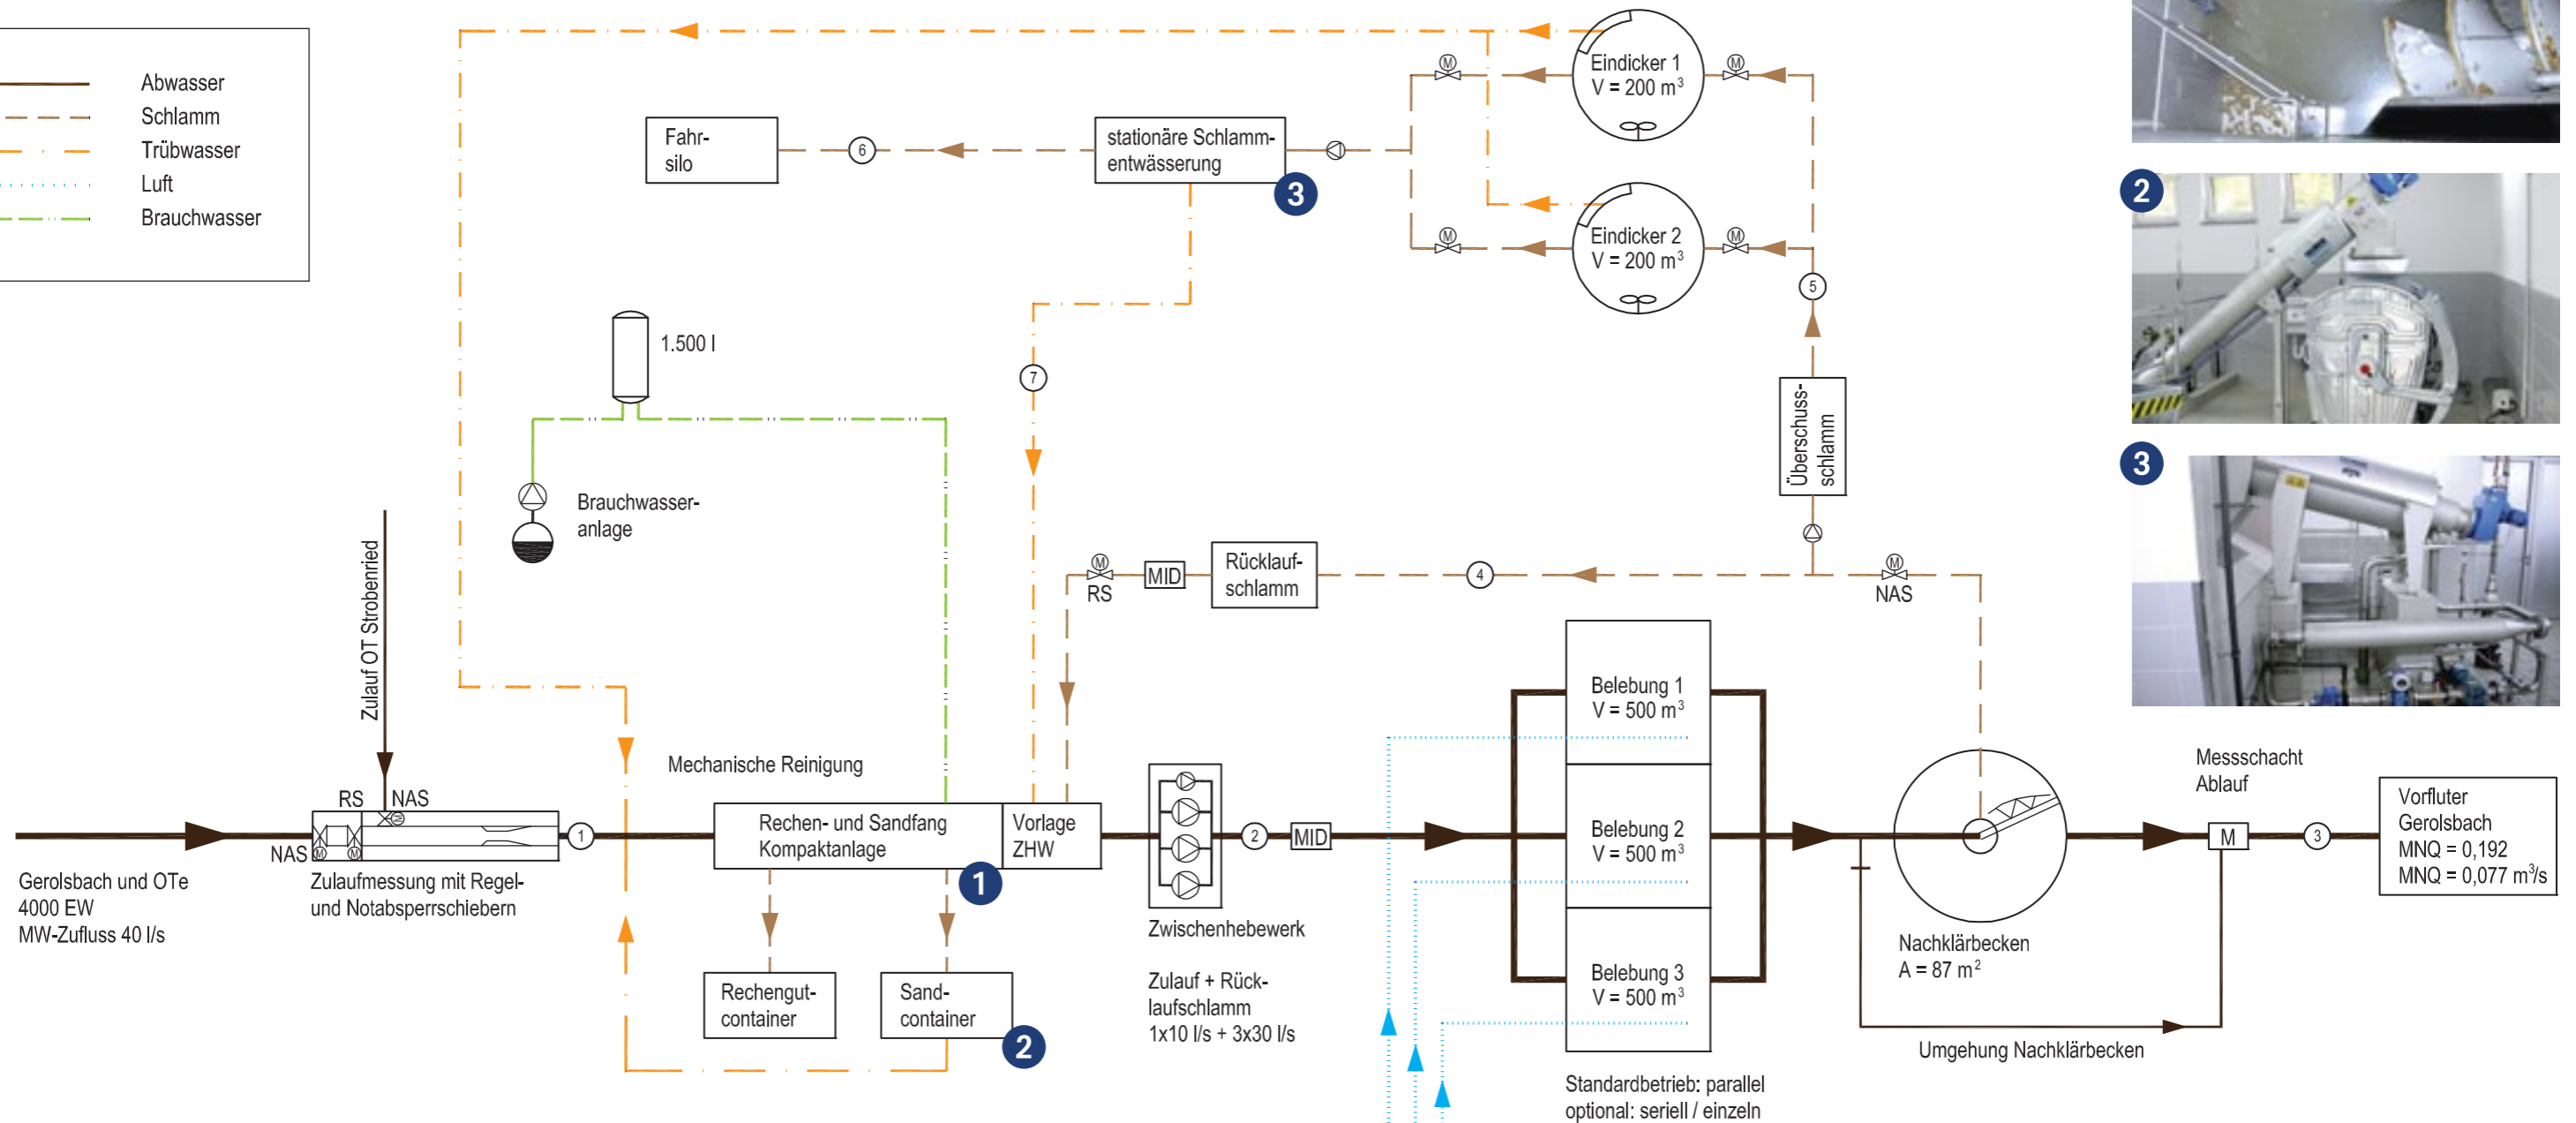 Abwasser
Schlamm
Trübwasser
Luft
Brauchwasser
Eindicker 1
V = 200 m³
M
M
Fahr-
silo
6
stationäre Schlamm-
entwässerung
3
Eindicker 2
V = 200 m³
M
M
5
1.500 l
7
Brauchwasser-
anlage
Überschuss-
schlamm
Zulauf OT Strobenried
M
RS
MID
Rücklauf-
schlamm
4
M
NAS
Mechanische Reinigung
RS
NAS
M
NAS
M
M
1
Gerolsbach und OTe
4000 EW
MW-Zufluss 40 l/s
Zulaufmessung mit Regel-
und Notabsperrschiebern
Rechen- und Sandfang
Kompaktanlage
1
Vorlage
ZHW
Rechengut-
container
Sand-
container
2
Zwischenhebewerk
Zulauf + Rück-
laufschlamm
1x10 l/s + 3x30 l/s
2
MID
Belebung 1
V = 500 m³
Belebung 2
V = 500 m³
Belebung 3
V = 500 m³
Standardbetrieb: parallel
optional: seriell / einzeln
Nachklärbecken
A = 87 m²
Umgehung Nachklärbecken
Messschacht
Ablauf
M
3
Vorfluter
Gerolsbach
MNQ = 0,192
MNQ = 0,077 m³/s
2
3